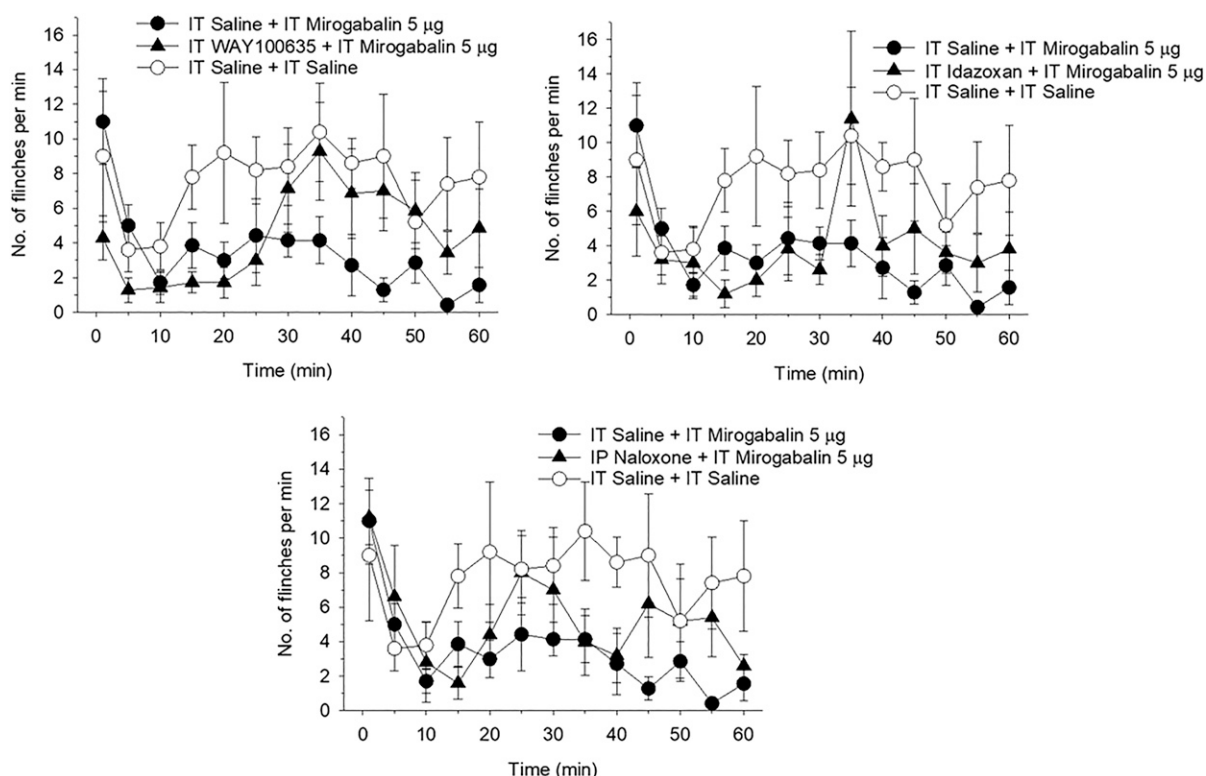 IT Saline + IT Mirogabalin 5 μg
IT WAY100635 + IT Mirogabalin 5 μg
IT Saline + IT Saline
No. of flinches per min
16
14
12
10
8
6
4
2
0
0 10 20 30 40 50 60
Time (min)
IT Saline + IT Mirogabalin 5 μg
IT Idazoxan + IT Mirogabalin 5 μg
IT Saline + IT Saline
No. of flinches per min
16
14
12
10
8
6
4
2
0
0 10 20 30 40 50 60
Time (min)
IT Saline + IT Mirogabalin 5 μg
IP Naloxone + IT Mirogabalin 5 μg
IT Saline + IT Saline
No. of flinches per min
16
14
12
10
8
6
4
2
0
0 10 20 30 40 50 60
Time (min)